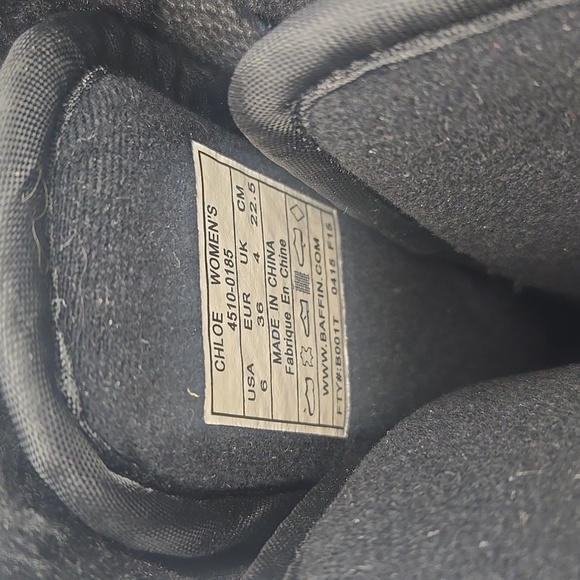 CHLOE WOMEN'S
4510-0185
USA EUR UK CM
6 36 4 22.5
MADE IN CHINA
Fabrique En Chine
WWW.BAFFIN.COM
FTY#:B001T 0415 F15